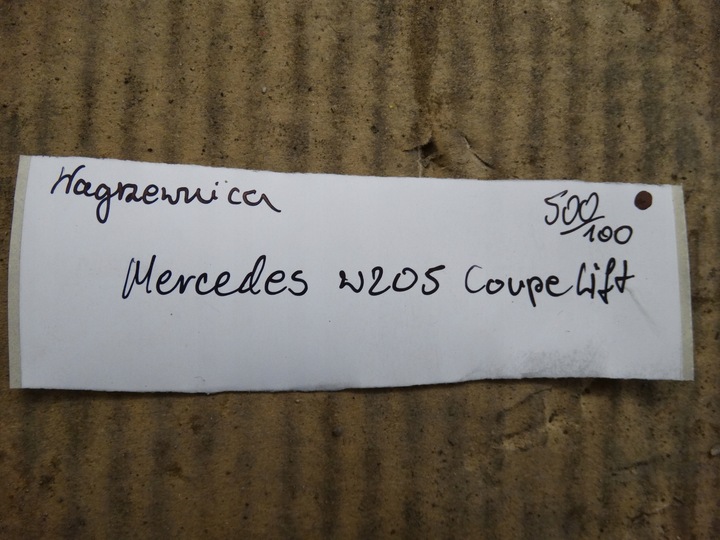 Nagrzewnica
500/100
Mercedes W205 Coupe Lift